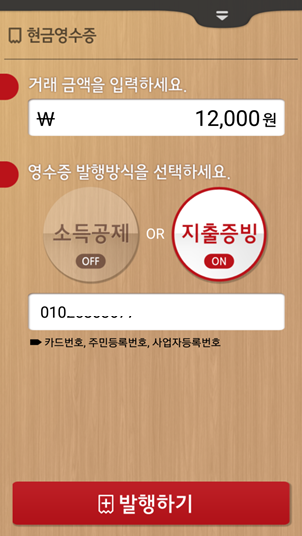 현금영수증
거래 금액을 입력하세요.
₩ 12,000 원
영수증 발행방식을 선택하세요.
소득공제 OR 지출증빙
OFF ON
카드번호, 주민등록번호, 사업자등록번호
발행하기